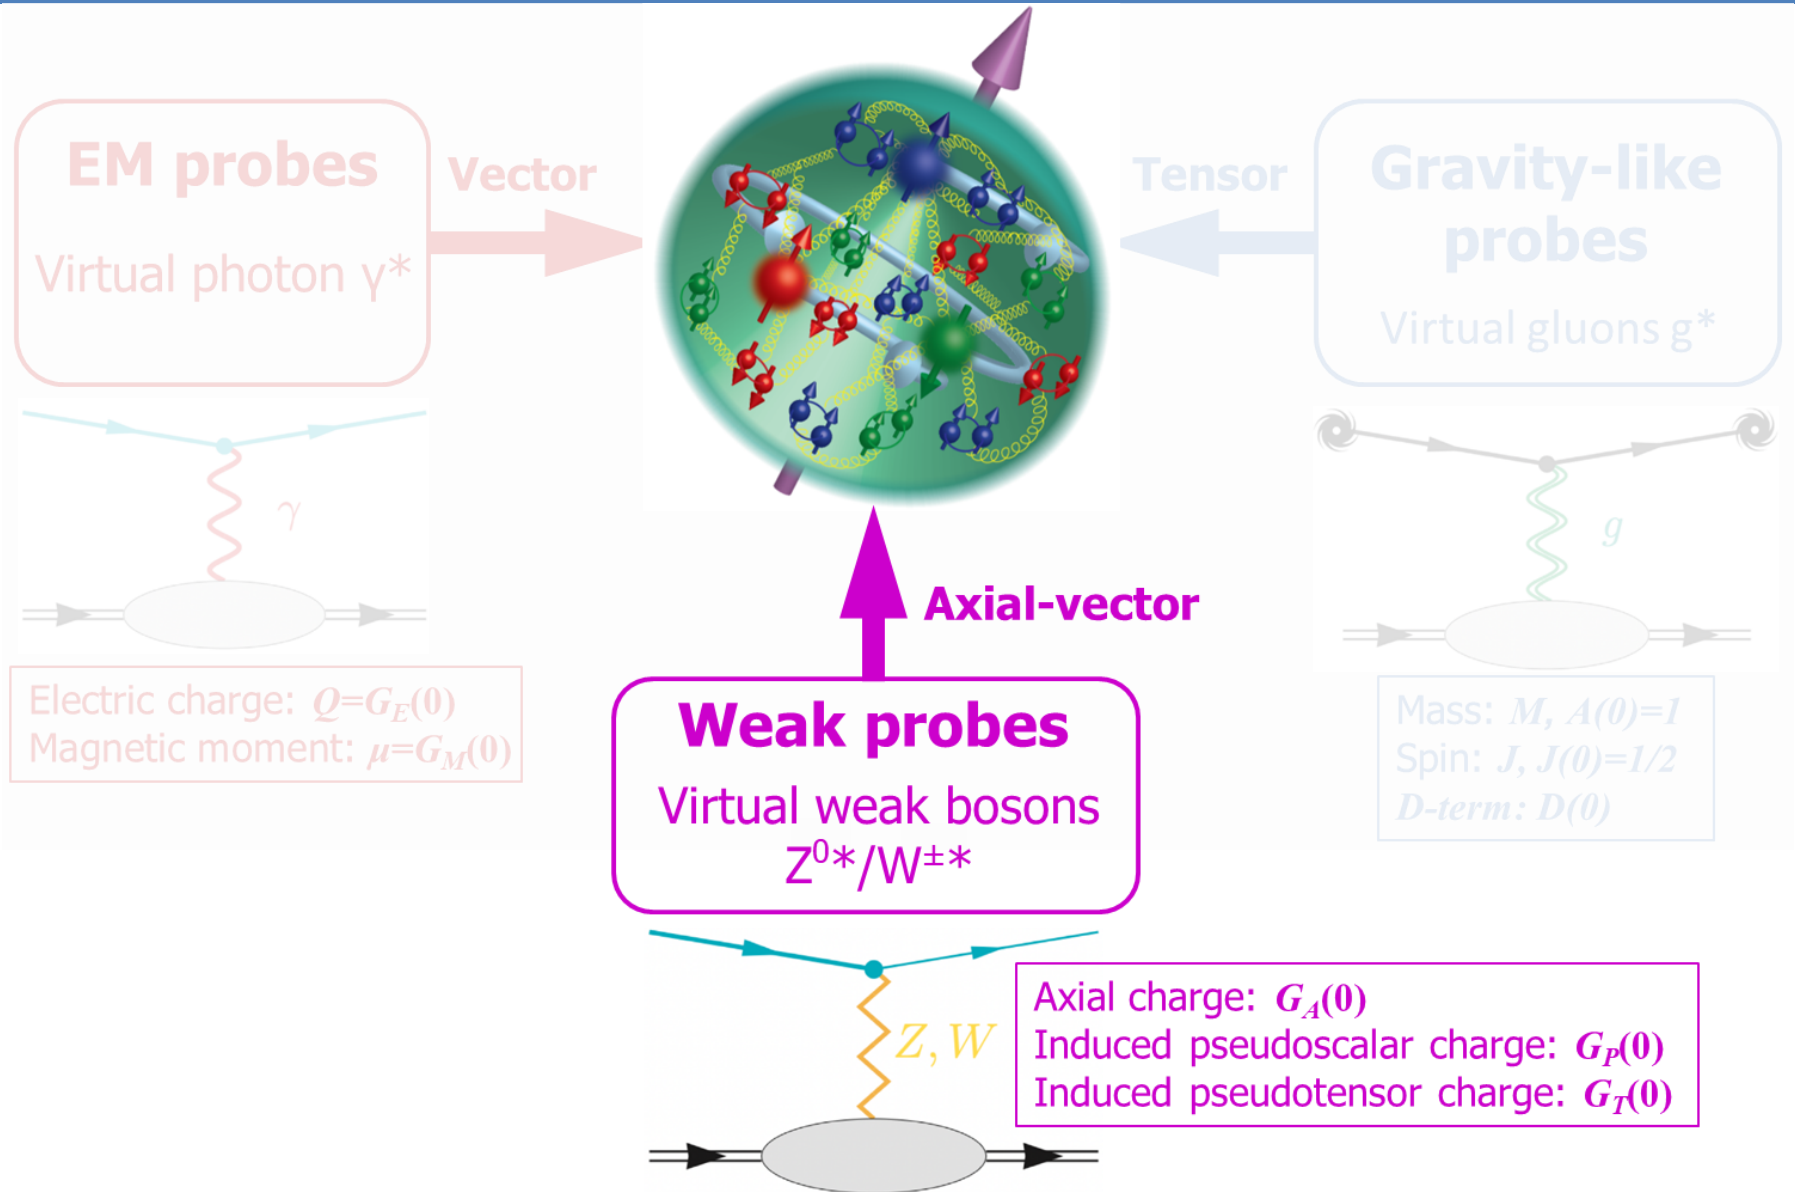 EM probes
Virtual photon γ*
Vector
Tensor
Gravity-like
probes
Virtual gluons g*
γ
g
Electric charge: Q=G_E(0)
Magnetic moment: μ=G_M(0)
Mass: M, A(0)=1
Spin: J, J(0)=1/2
D-term: D(0)
Axial-vector
Weak probes
Virtual weak bosons
Z⁰*/W±*
Z, W
Axial charge: G_A(0)
Induced pseudoscalar charge: G_P(0)
Induced pseudotensor charge: G_T(0)